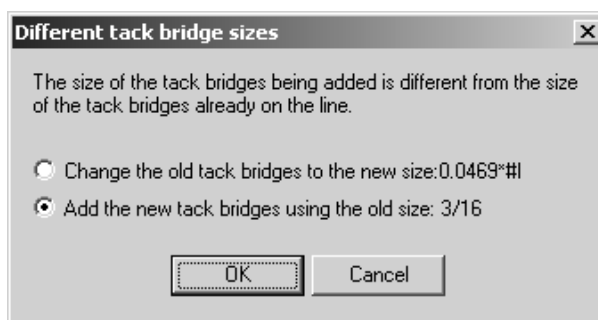 Different tack bridge sizes
The size of the tack bridges being added is different from the size
of the tack bridges already on the line.
Change the old tack bridges to the new size:0.0469*#l
Add the new tack bridges using the old size: 3/16
OK
Cancel